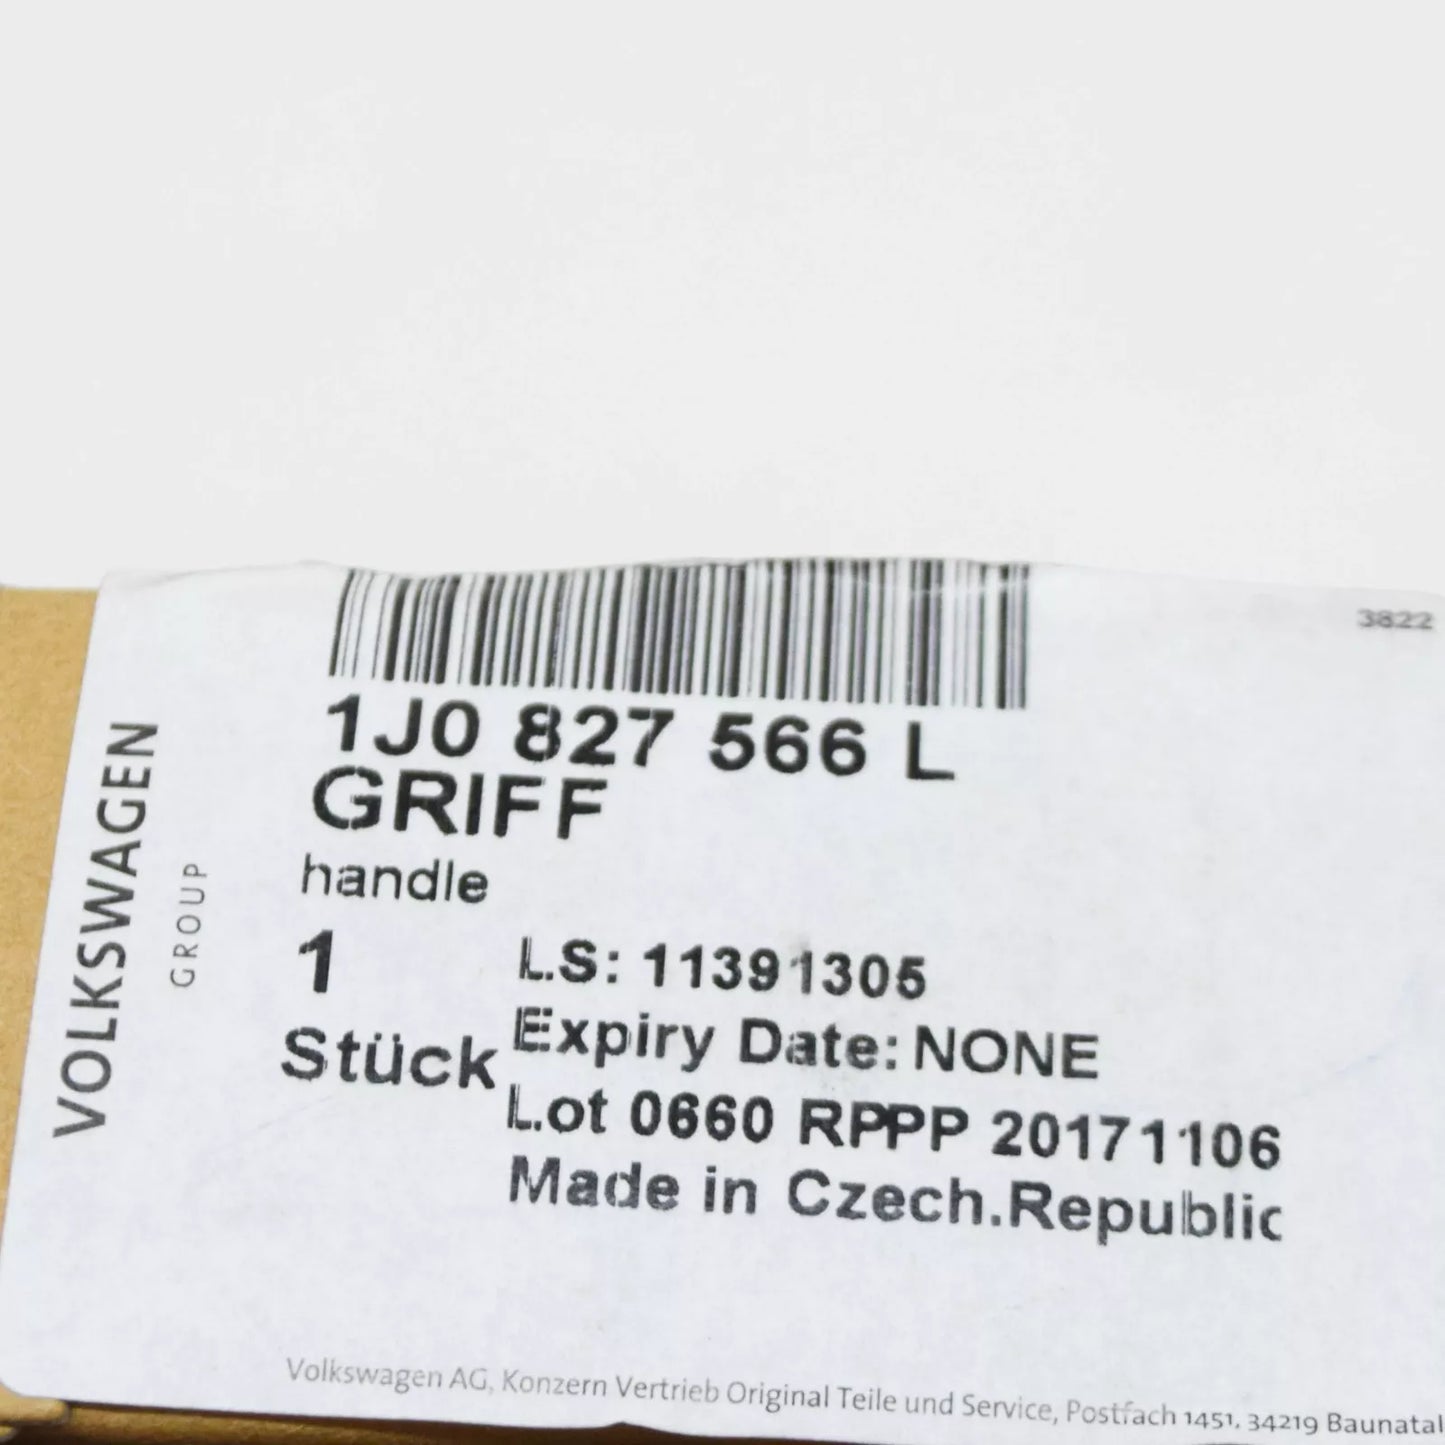 3822
1J0 827 566 L
GRIFF
handle
1
Stück
L.S: 11391305
Expiry Date: NONE
Lot 0660 RPPP 20171106
Made in Czech.Republic
VOLKSWAGEN
GROUP
Volkswagen AG, Konzern Vertrieb Original Teile und Service, Postfach 1451, 34219 Baunatal